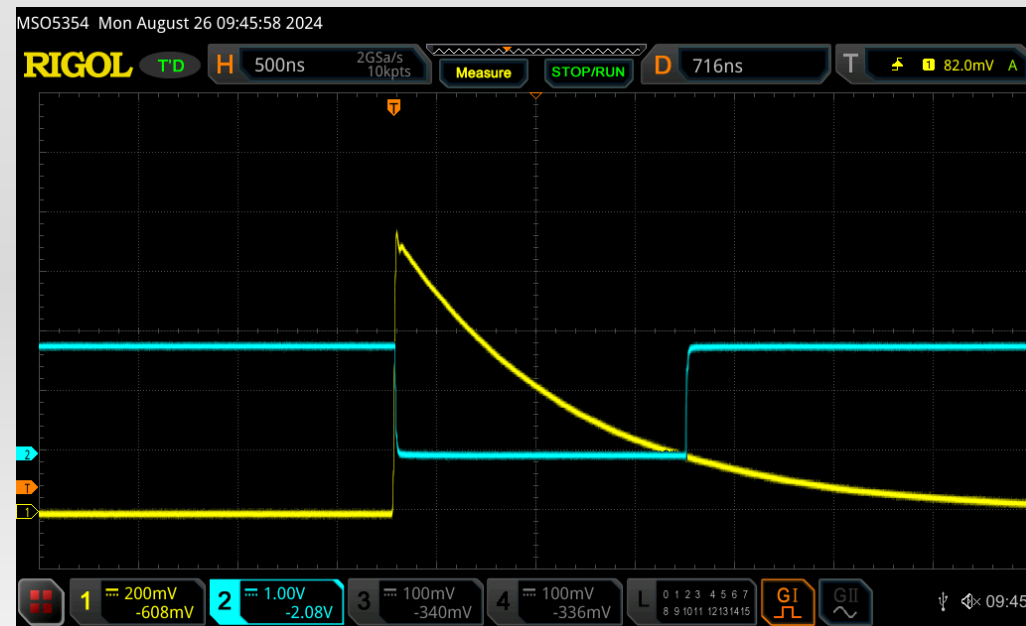 MSO5354 Mon August 26 09:45:58 2024
RIGOL T'D H 500ns 2GSa/s 10kpts Measure STOP/RUN D 716ns T 1 82.0mV A
T
2
T
1
1 200mV -608mV 2 1.00V -2.08V 3 100mV -340mV 4 100mV -336mV L 0 1 2 3 4 5 6 7 8 9 10 11 12 13 14 15 GI GII 09:45